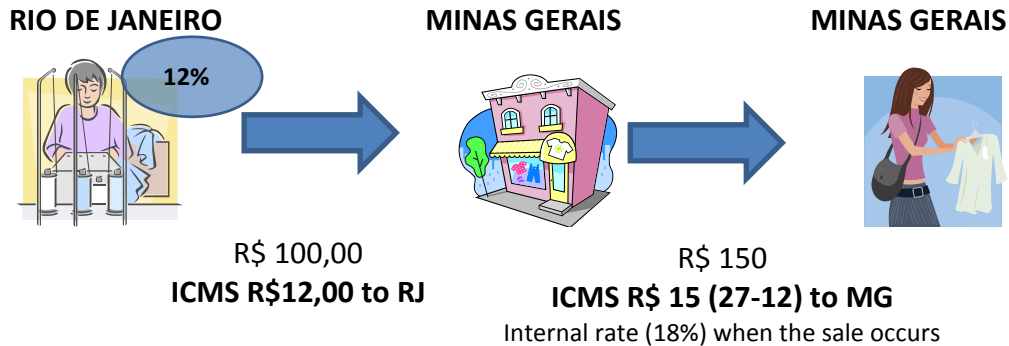 RIO DE JANEIRO
MINAS GERAIS
MINAS GERAIS
12%
R$ 100,00
ICMS R$12,00 to RJ
R$ 150
ICMS R$ 15 (27-12) to MG
Internal rate (18%) when the sale occurs